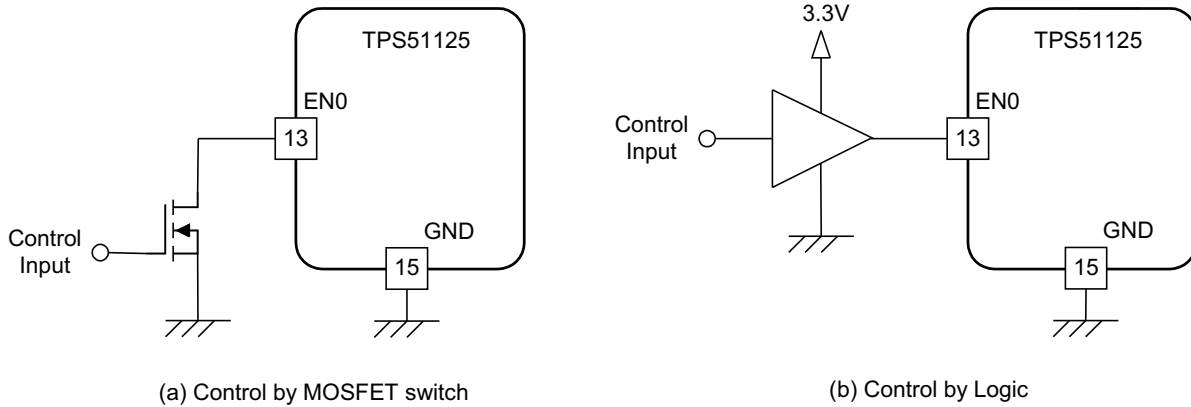 TPS51125
EN0
13
Control
Input
GND
15
(a) Control by MOSFET switch
3.3V
TPS51125
EN0
Control
Input
13
GND
15
(b) Control by Logic